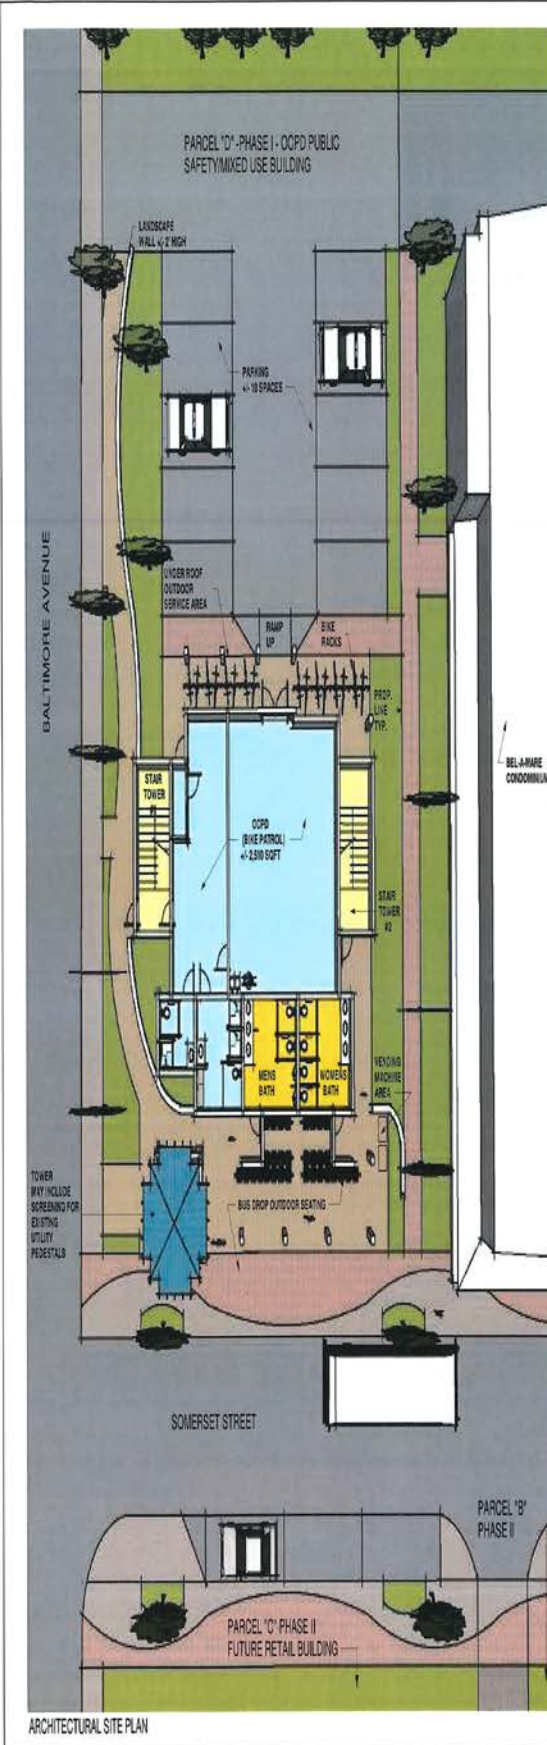 PARCEL "D" - PHASE I - OCPD PUBLIC
SAFETY/MIXED USE BUILDING
LANDSCAPE
WALL +/- 2' HIGH
PARKING
+/- 10 SPACES
BALTIMORE AVENUE
UNDER ROOF
OUTDOOR
SERVICE AREA
RAMP
UP
BIKE
RACKS
PROP.
LINE
TYP.
BEL-A-MARE
CONDOMINIUM
STAIR
TOWER
OCPD
(BIKE PATROL)
+/- 2,500 SQFT
STAIR
TOWER
#2
MENS
BATH
WOMENS
BATH
VENDING
MACHINE
AREA
TOWER
MAY INCLUDE
SCREENING FOR
EXISTING
UTILITY
PEDESTALS
BUS DROP OUTDOOR SEATING
SOMERSET STREET
PARCEL "B"
PHASE II
PARCEL "C" PHASE II
FUTURE RETAIL BUILDING
ARCHITECTURAL SITE PLAN